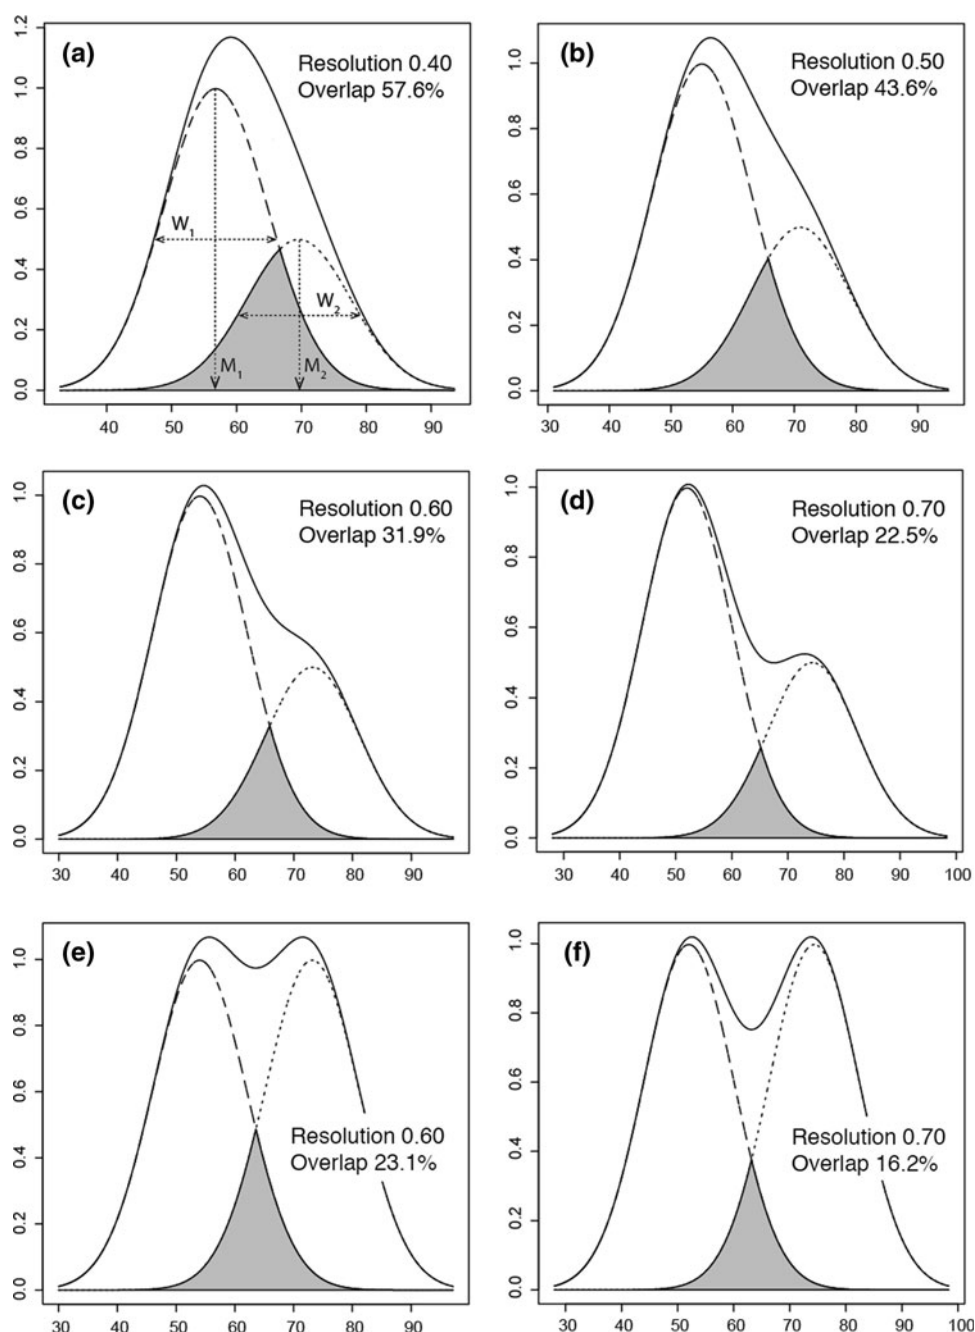 (a)
Resolution 0.40
Overlap 57.6%
W1
W2
M1
M2
0.0 0.2 0.4 0.6 0.8 1.0 1.2
40 50 60 70 80 90
(b)
Resolution 0.50
Overlap 43.6%
0.0 0.2 0.4 0.6 0.8 1.0
30 40 50 60 70 80 90
(c)
Resolution 0.60
Overlap 31.9%
0.0 0.2 0.4 0.6 0.8 1.0
30 40 50 60 70 80 90
(d)
Resolution 0.70
Overlap 22.5%
0.0 0.2 0.4 0.6 0.8 1.0
30 40 50 60 70 80 90 100
(e)
Resolution 0.60
Overlap 23.1%
0.0 0.2 0.4 0.6 0.8 1.0
30 40 50 60 70 80 90
(f)
Resolution 0.70
Overlap 16.2%
0.0 0.2 0.4 0.6 0.8 1.0
30 40 50 60 70 80 90 100